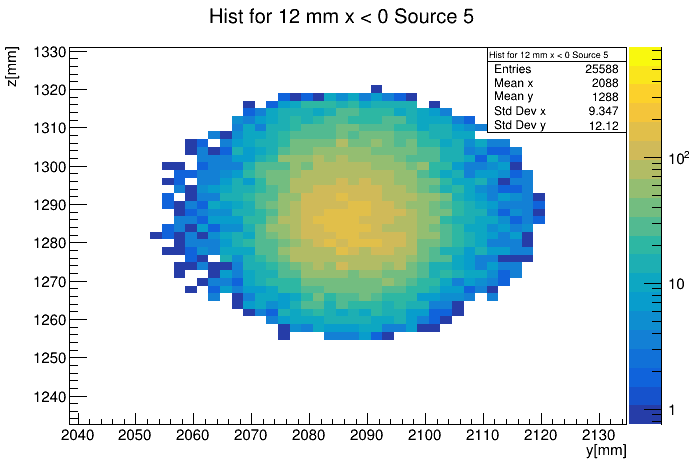 Hist for 12 mm x < 0 Source 5
z[mm]
1330
1320
1310
1300
1290
1280
1270
1260
1250
1240
Hist for 12 mm x < 0 Source 5
Entries 25588
Mean x 2088
Mean y 1288
Std Dev x 9.347
Std Dev y 12.12
10²
10
1
2040 2050 2060 2070 2080 2090 2100 2110 2120 2130
y[mm]